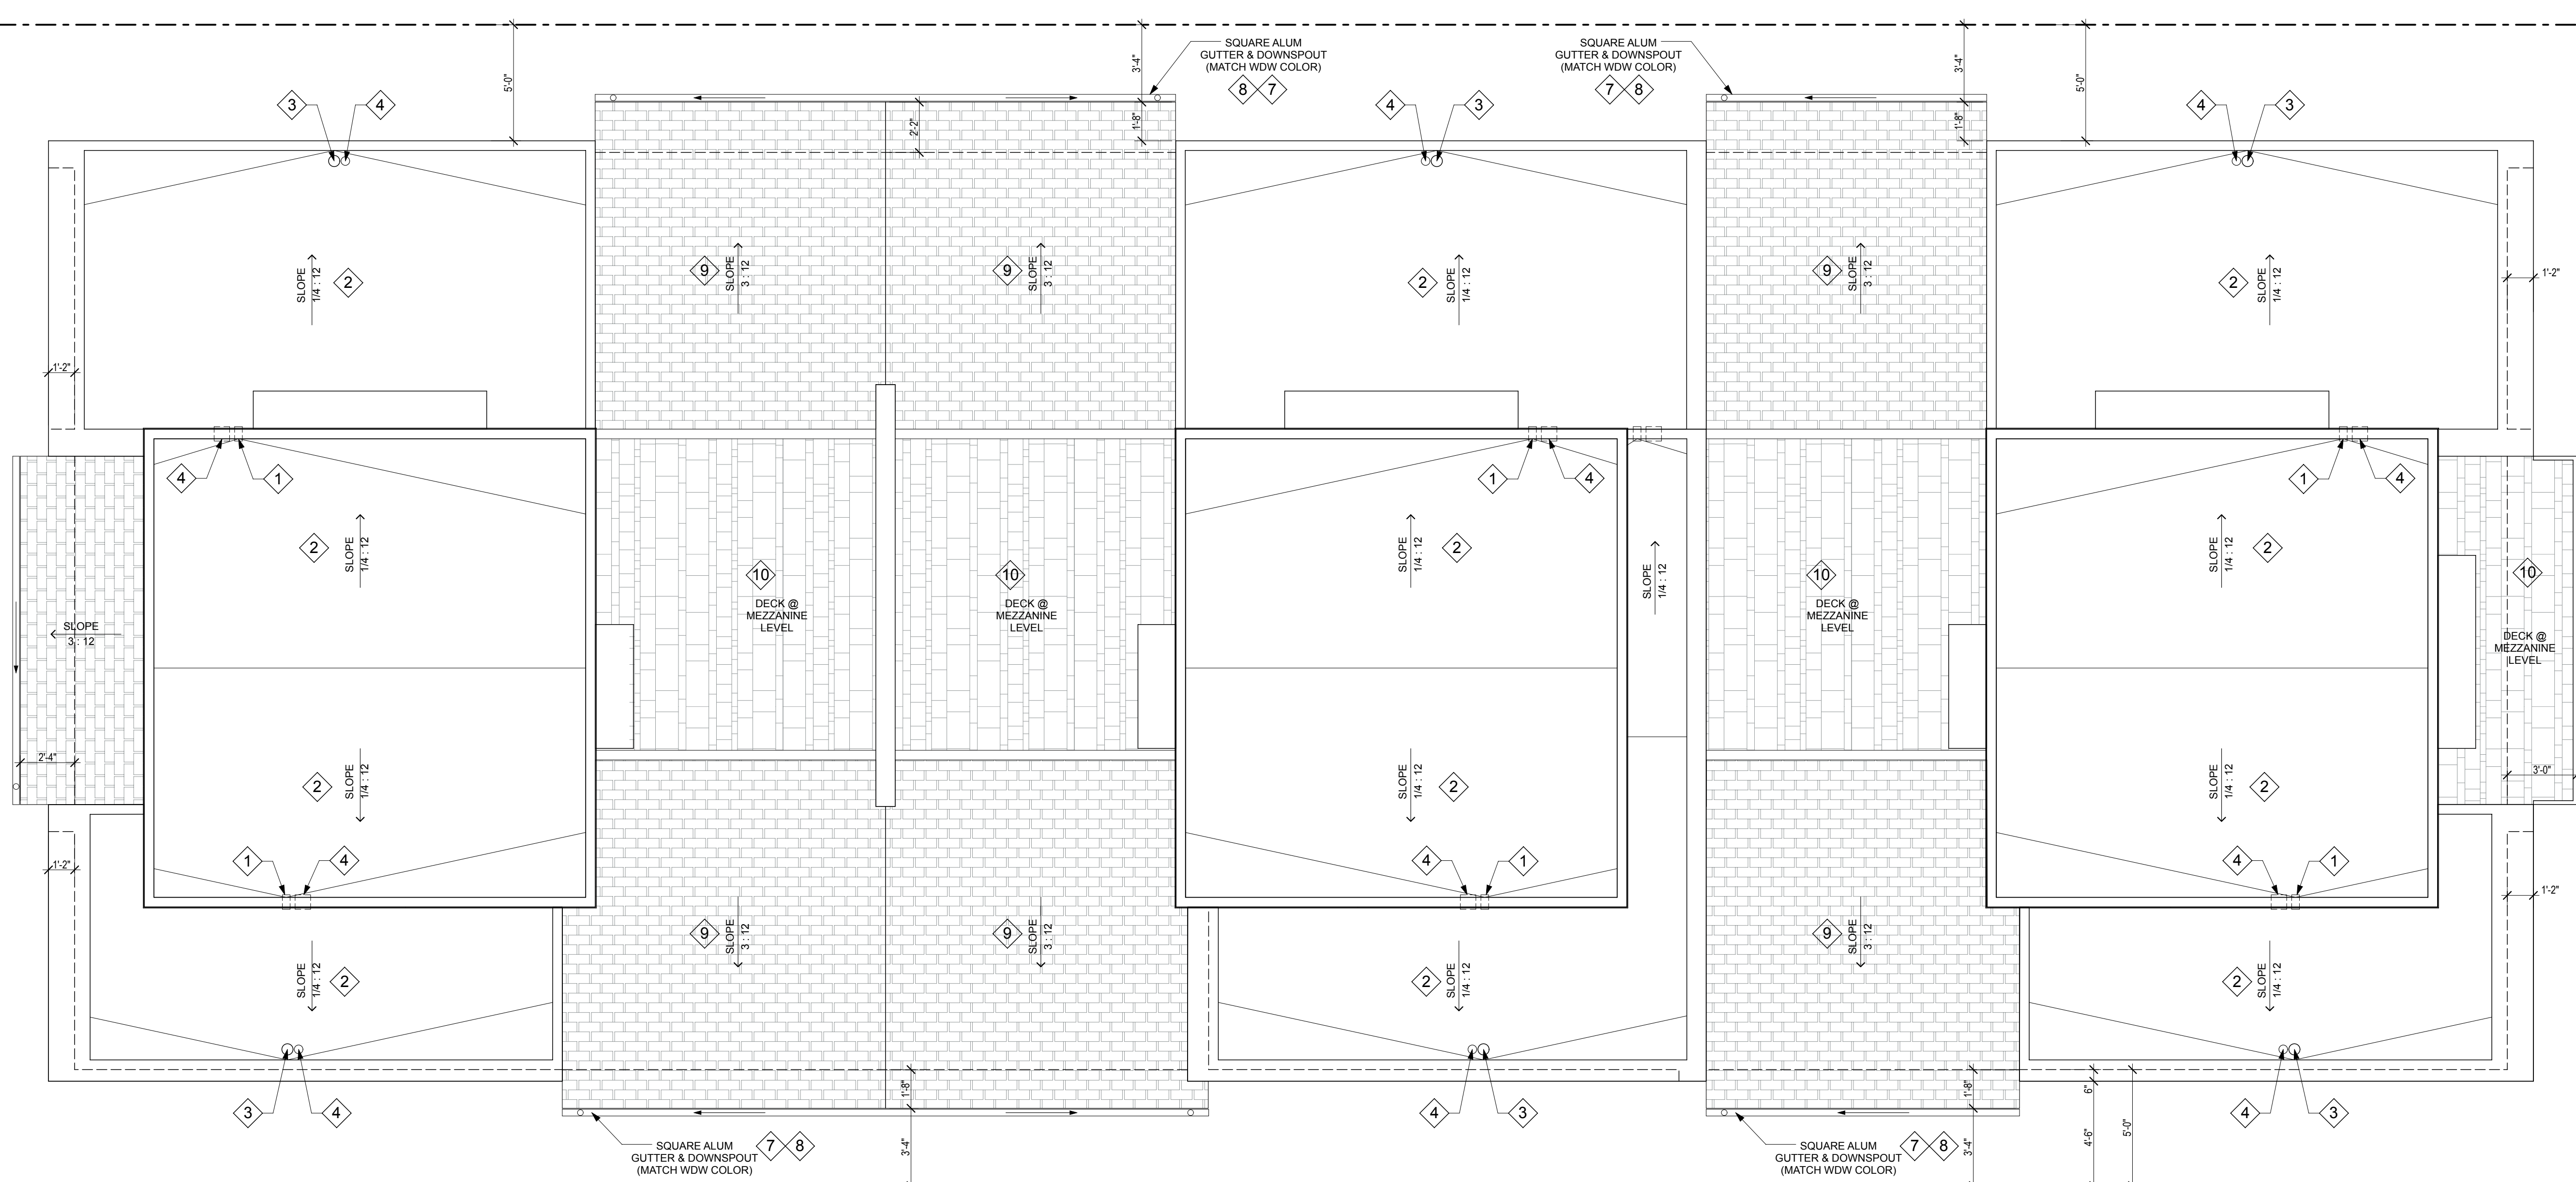 SQUARE ALUM
GUTTER & DOWNSPOUT
(MATCH WDW COLOR)
8 7
SQUARE ALUM
GUTTER & DOWNSPOUT
(MATCH WDW COLOR)
7 8
5'-0"
3'-4"
3'-4"
5'-0"
3 4
4 3
4 3
2'-2"
1'-8"
1'-8"
SLOPE
1/4 : 12
2
9
SLOPE
3 : 12
9
SLOPE
3 : 12
2
SLOPE
1/4 : 12
9
SLOPE
3 : 12
2
SLOPE
1/4 : 12
1'-2"
1'-2"
4 1
1 4
1 4
2
SLOPE
1/4 : 12
10
DECK @
MEZZANINE
LEVEL
10
DECK @
MEZZANINE
LEVEL
SLOPE
1/4 : 12
2
SLOPE
1/4 : 12
10
DECK @
MEZZANINE
LEVEL
SLOPE
1/4 : 12
2
10
DECK @
MEZZANINE
LEVEL
SLOPE
3 : 12
2'-4"
3'-0"
2
SLOPE
1/4 : 12
SLOPE
1/4 : 12
2
SLOPE
1/4 : 12
2
1'-2"
1 4
4 1
4 1
1'-2"
9
SLOPE
3 : 12
9
SLOPE
3 : 12
9
SLOPE
3 : 12
SLOPE
1/4 : 12
2
2
SLOPE
1/4 : 12
2
SLOPE
1/4 : 12
3 4
4 3
4 3
1'-8"
1'-8"
6"
3'-4"
3'-4"
4'-6"
5'-0"
SQUARE ALUM
GUTTER & DOWNSPOUT
(MATCH WDW COLOR)
7 8
SQUARE ALUM
GUTTER & DOWNSPOUT
(MATCH WDW COLOR)
7 8